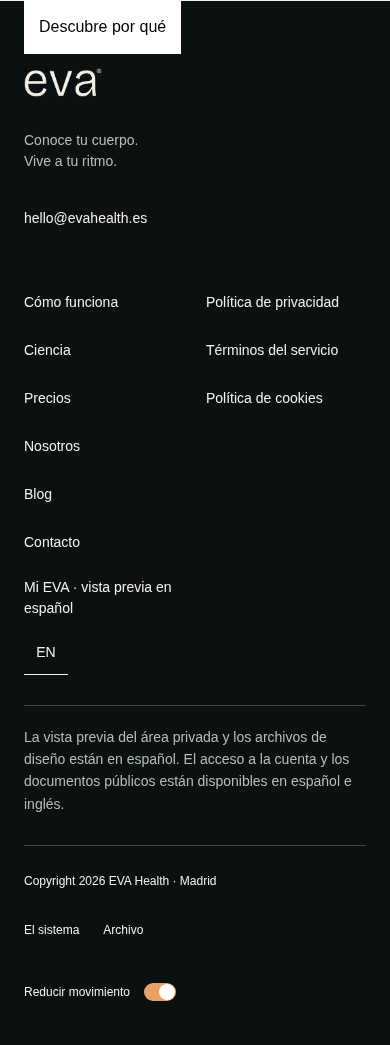 Descubre por qué
eva®
Conoce tu cuerpo.
Vive a tu ritmo.
hello@evahealth.es
Cómo funciona
Ciencia
Precios
Nosotros
Blog
Contacto
Mi EVA · vista previa en
español
EN
Política de privacidad
Términos del servicio
Política de cookies
La vista previa del área privada y los archivos de
diseño están en español. El acceso a la cuenta y los
documentos públicos están disponibles en español e
inglés.
Copyright 2026 EVA Health · Madrid
El sistema
Archivo
Reducir movimiento